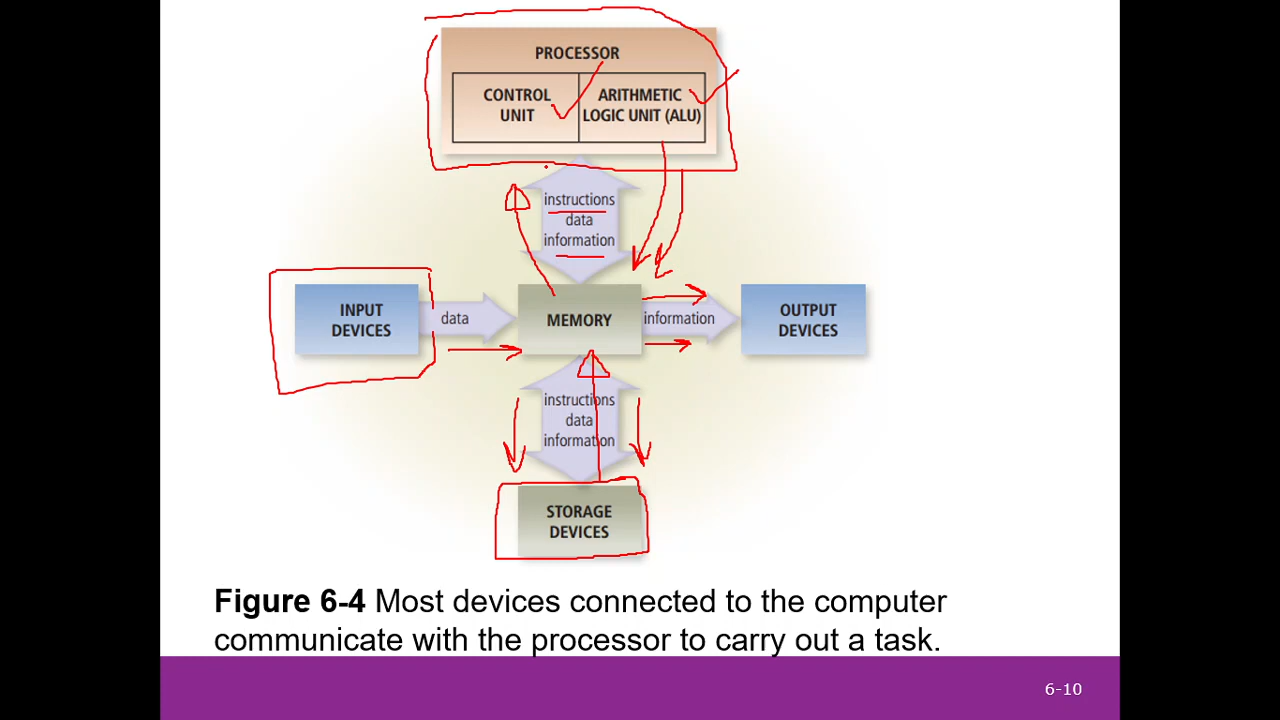 PROCESSOR
CONTROL
UNIT
ARITHMETIC
LOGIC UNIT (ALU)
instructions
data
information
INPUT
DEVICES
data
MEMORY
information
OUTPUT
DEVICES
instructions
data
information
STORAGE
DEVICES
Figure 6-4 Most devices connected to the computer
communicate with the processor to carry out a task.
6-10